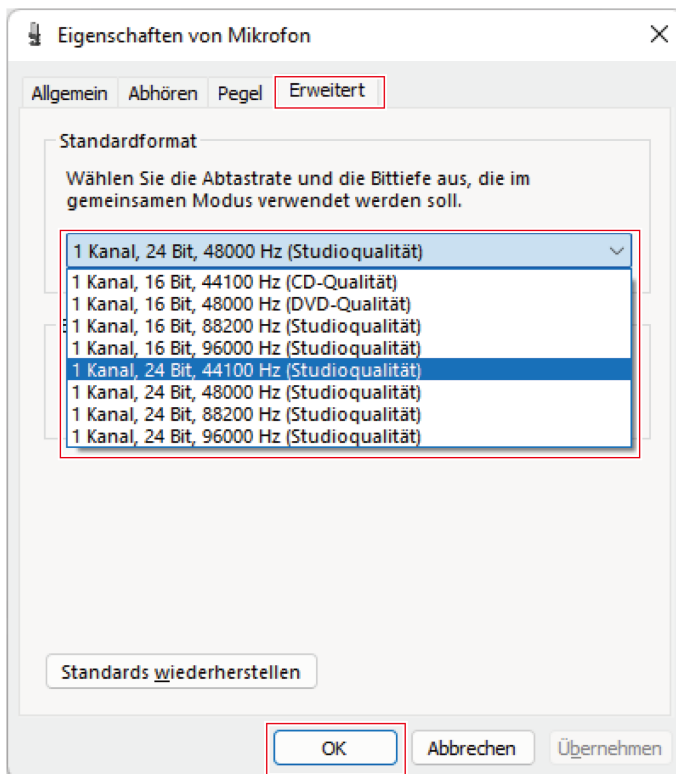 Eigenschaften von Mikrofon
Allgemein Abhören Pegel Erweitert
Standardformat
Wählen Sie die Abtastrate und die Bittiefe aus, die im
gemeinsamen Modus verwendet werden soll.
1 Kanal, 24 Bit, 48000 Hz (Studioqualität)
1 Kanal, 16 Bit, 44100 Hz (CD-Qualität)
1 Kanal, 16 Bit, 48000 Hz (DVD-Qualität)
1 Kanal, 16 Bit, 88200 Hz (Studioqualität)
1 Kanal, 16 Bit, 96000 Hz (Studioqualität)
1 Kanal, 24 Bit, 44100 Hz (Studioqualität)
1 Kanal, 24 Bit, 48000 Hz (Studioqualität)
1 Kanal, 24 Bit, 88200 Hz (Studioqualität)
1 Kanal, 24 Bit, 96000 Hz (Studioqualität)
Standards wiederherstellen
OK Abbrechen Übernehmen